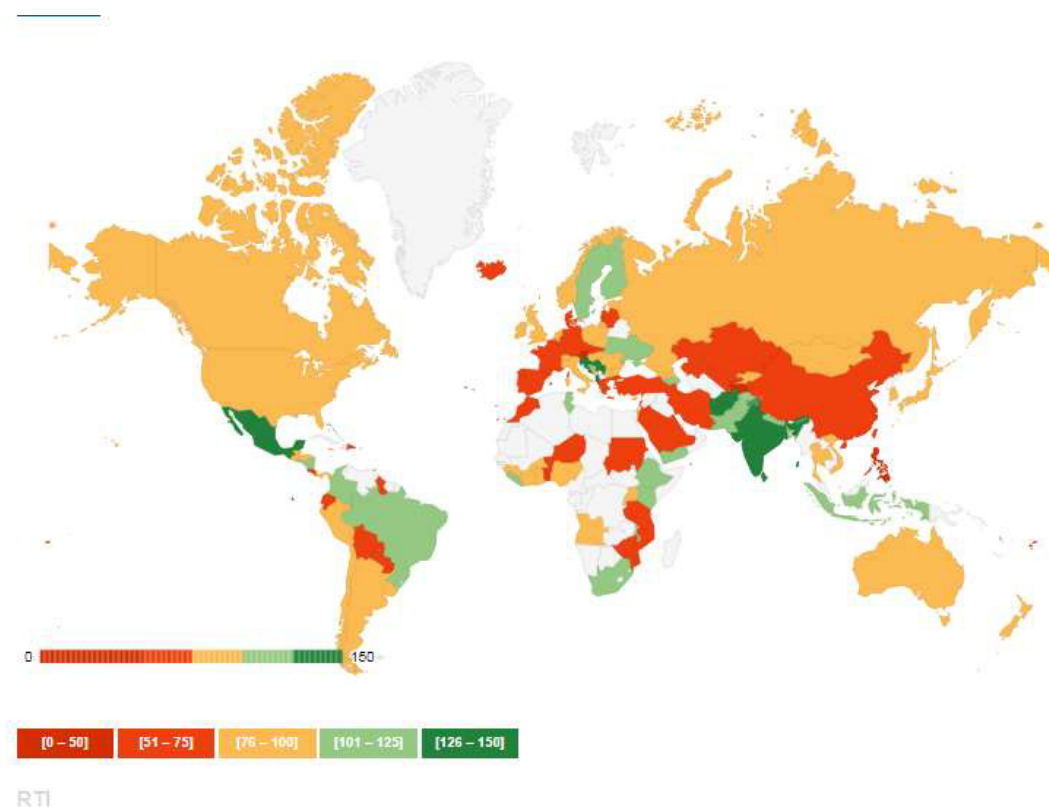 0 150
[0 – 50] [51 – 75] [76 – 100] [101 – 125] [126 – 150]
RTI